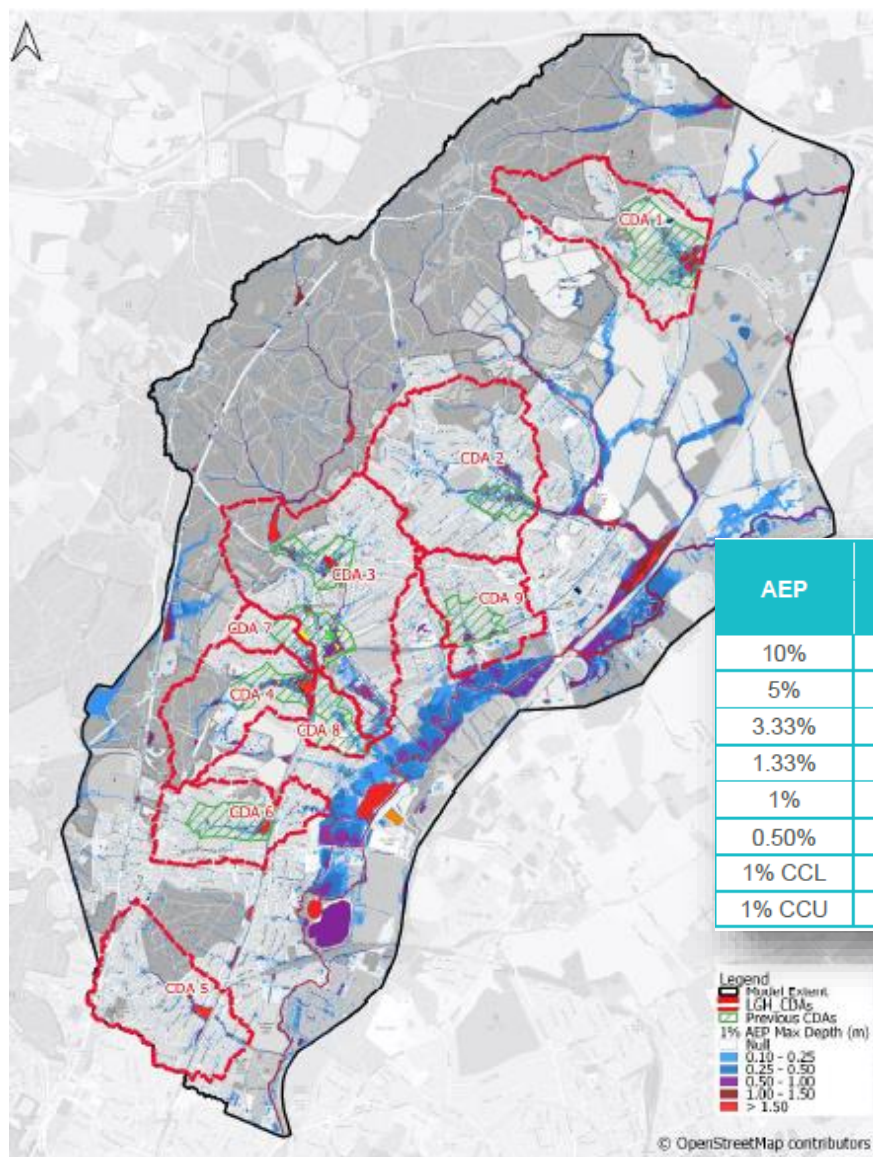 CDA 1
CDA 2
CDA 3
CDA 9
CDA 7
CDA 4
CDA 8
CDA 6
CDA 5
AEP
10%
5%
3.33%
1.33%
1%
0.50%
1% CCL
1% CCU
Legend
Model Extent
LGH_CDAs
Previous CDAs
1% AEP Max Depth (m)
Null
0.10 - 0.25
0.25 - 0.50
0.50 - 1.00
1.00 - 1.50
> 1.50
© OpenStreetMap contributors